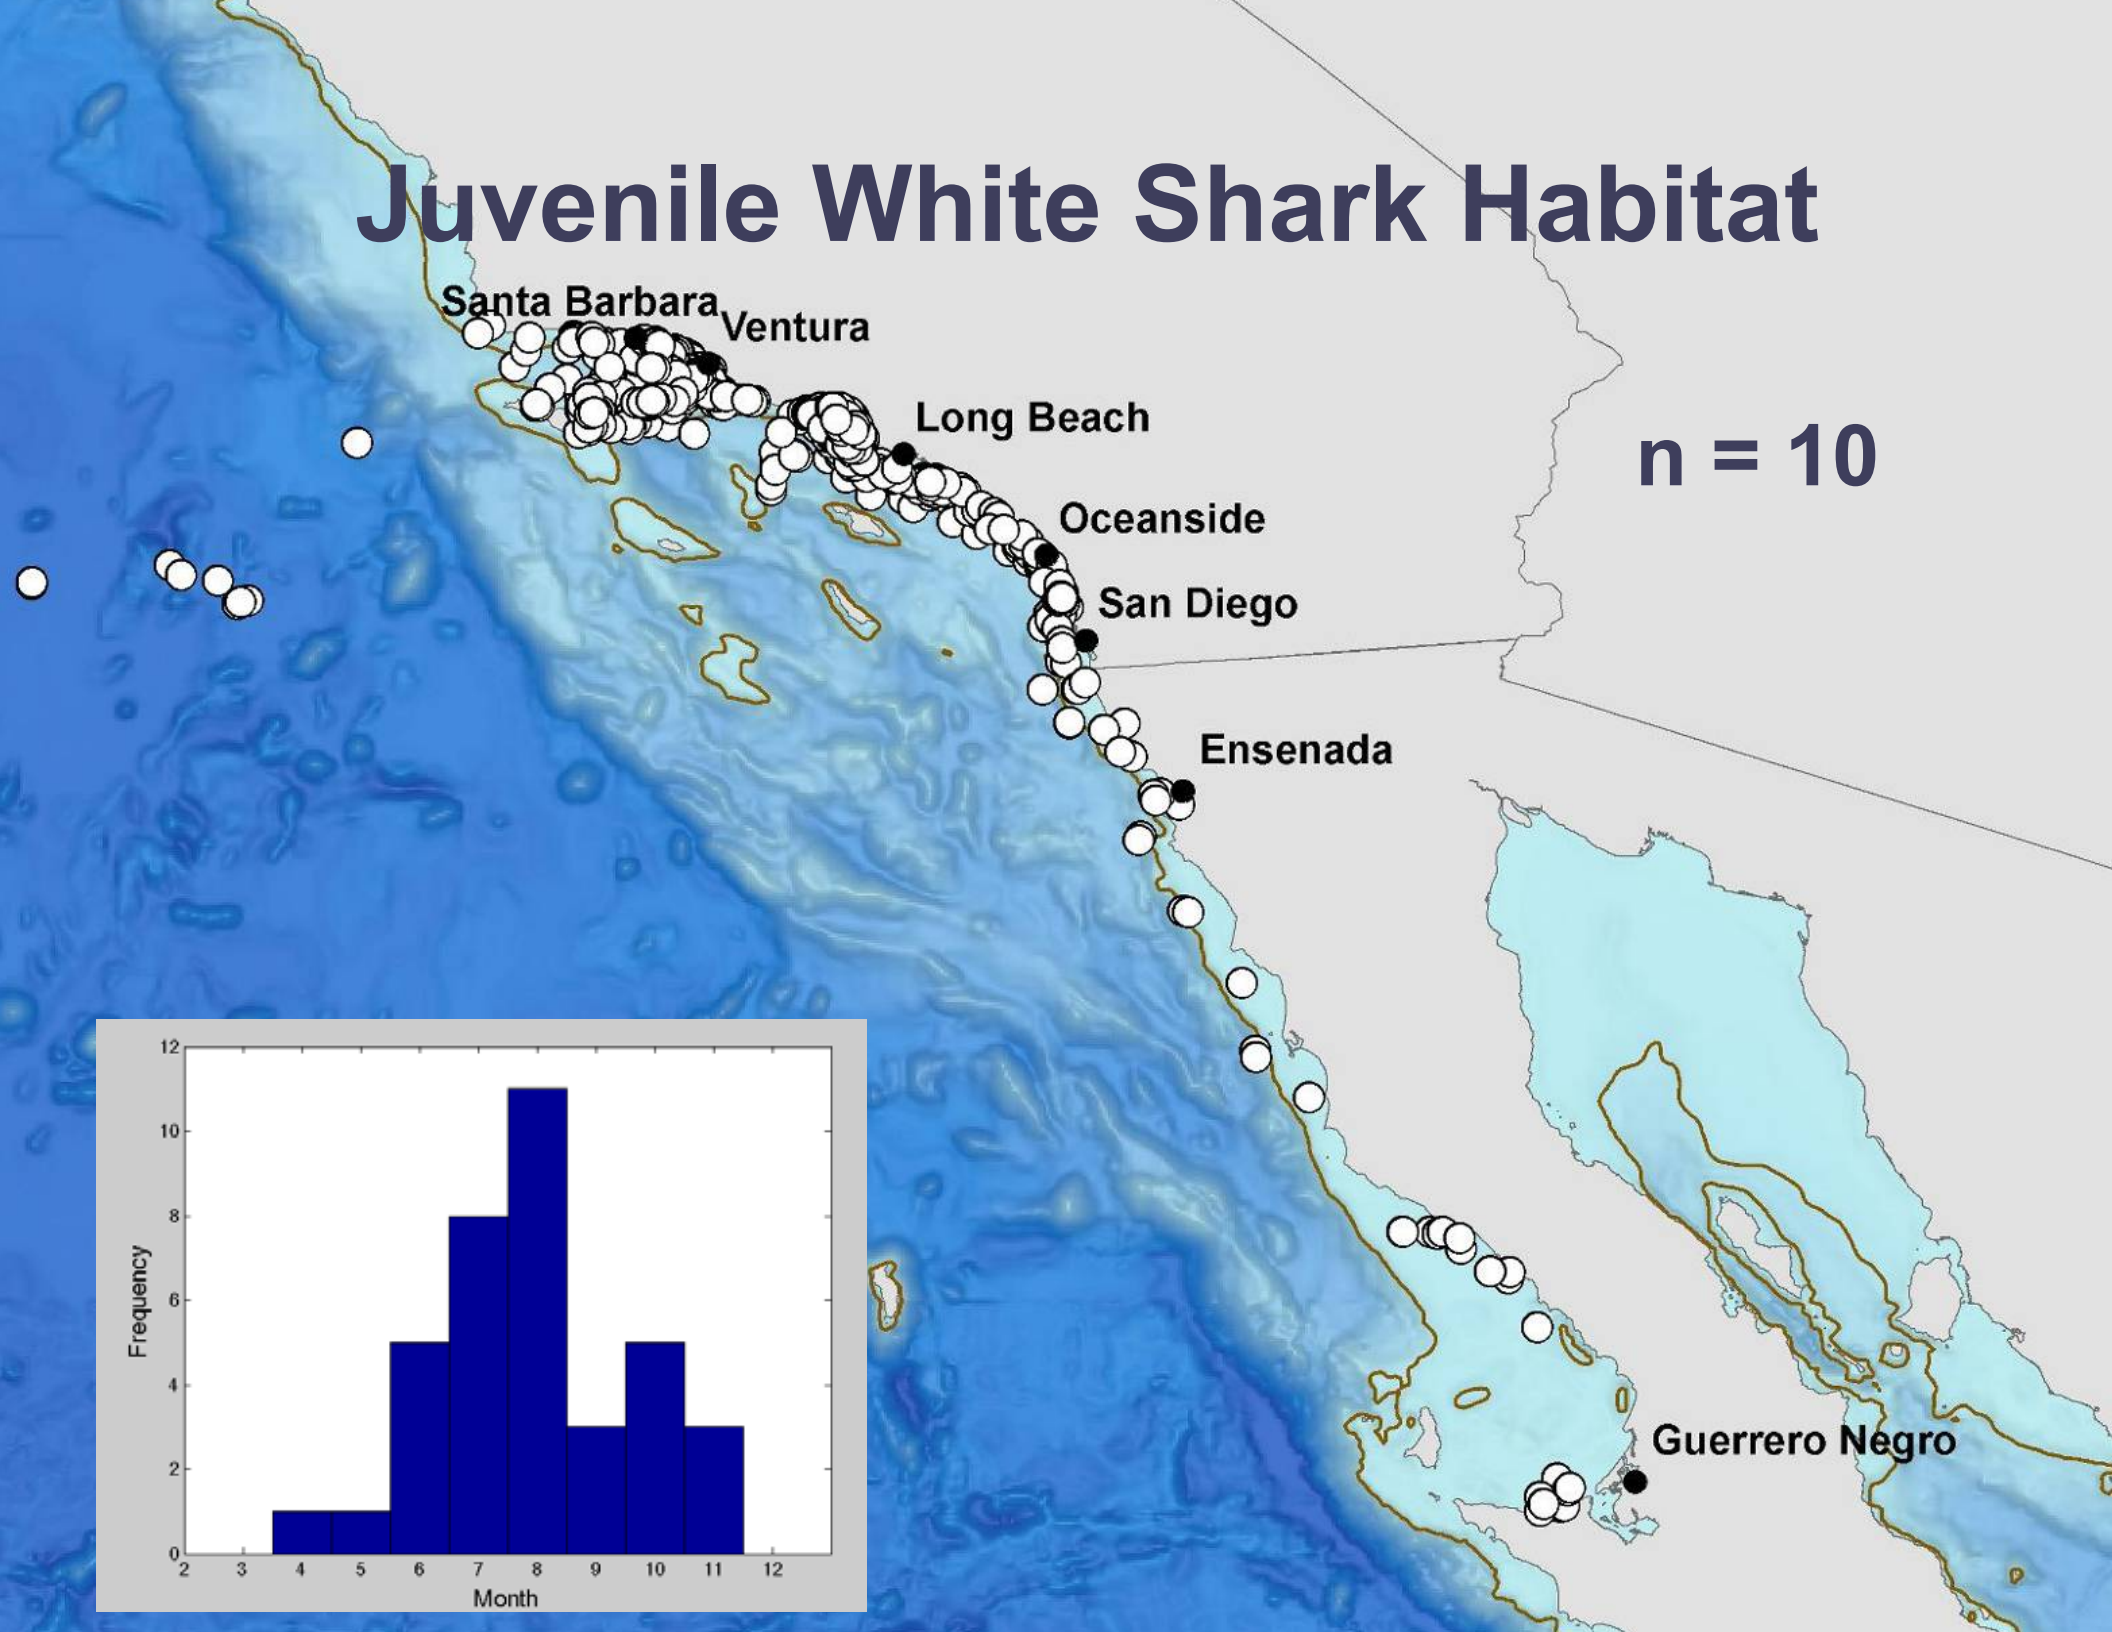 Juvenile White Shark Habitat
Santa Barbara
Ventura
Long Beach
n = 10
Oceanside
San Diego
Ensenada
Guerrero Negro
12
10
8
6
4
2
0
Frequency
2 3 4 5 6 7 8 9 10 11 12
Month